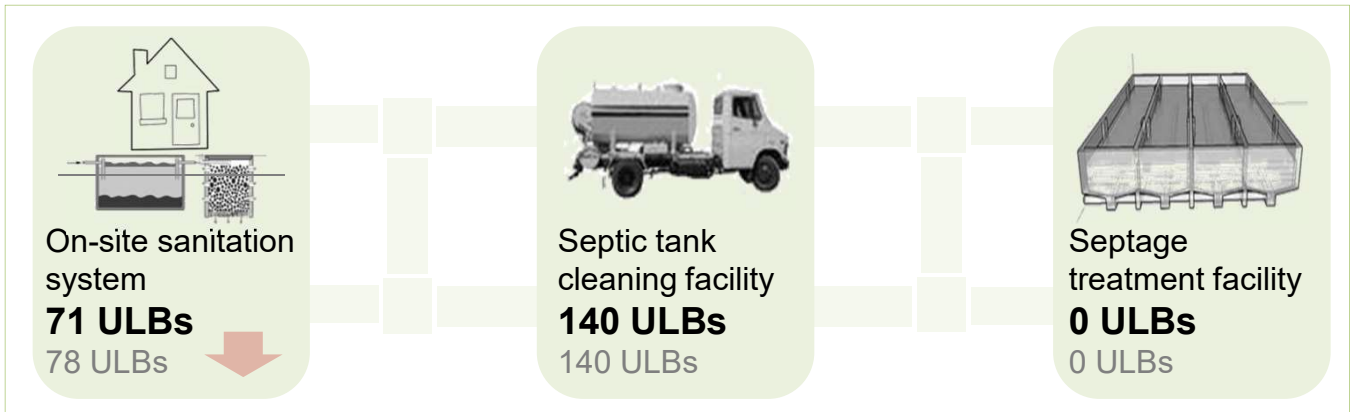 On-site sanitation
system
71 ULBs
78 ULBs
Septic tank
cleaning facility
140 ULBs
140 ULBs
Septage
treatment facility
0 ULBs
0 ULBs